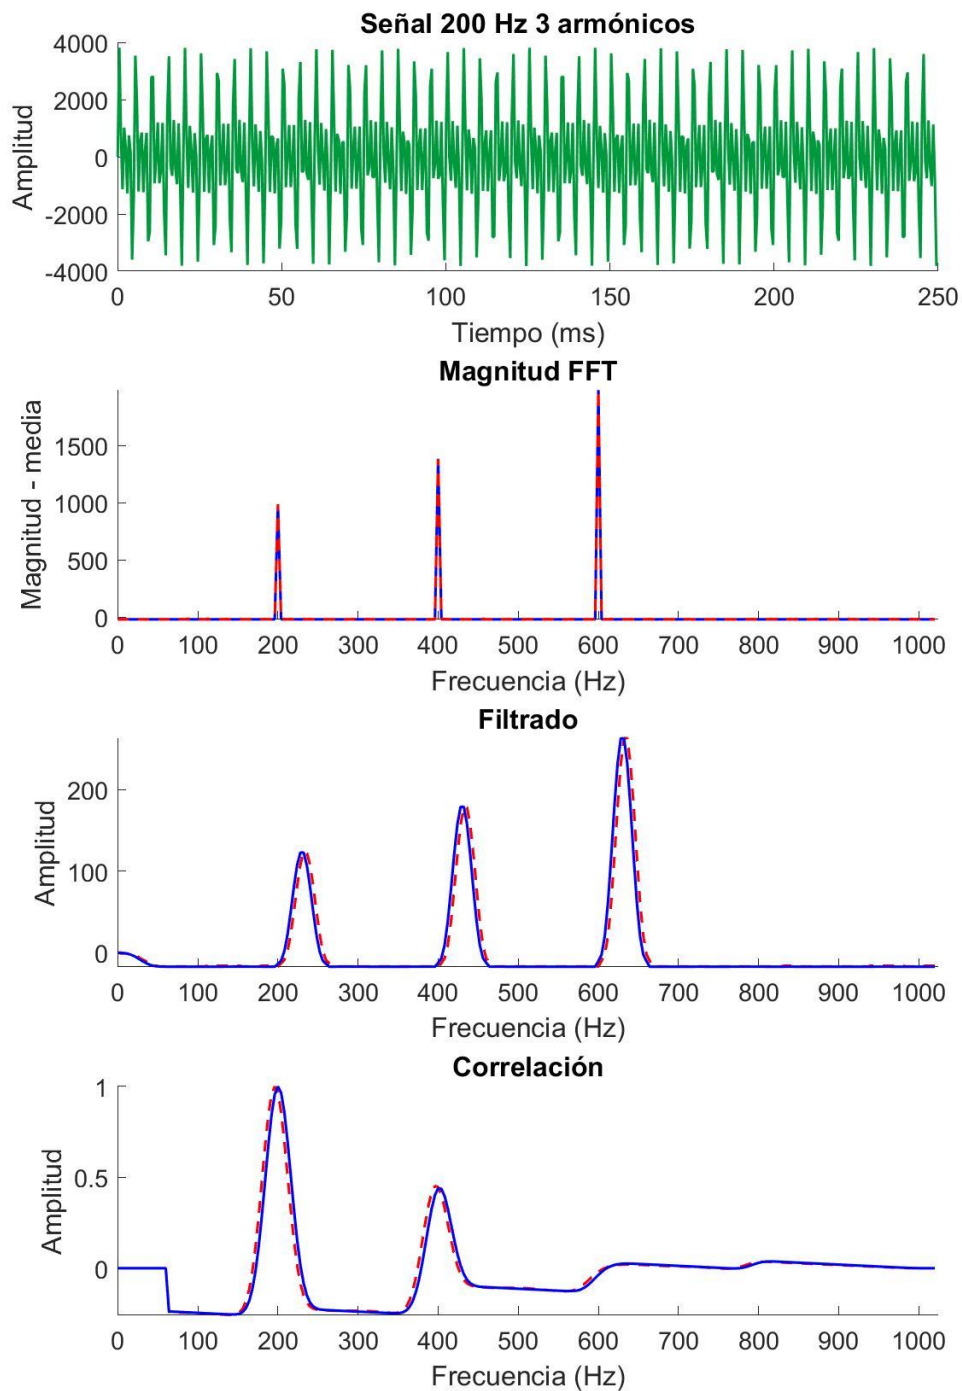 Señal 200 Hz 3 armónicos
Amplitud
4000
2000
0
-2000
-4000
0 50 100 150 200 250
Tiempo (ms)
Magnitud FFT
Magnitud - media
1500
1000
500
0
0 100 200 300 400 500 600 700 800 900 1000
Frecuencia (Hz)
Filtrado
Amplitud
200
100
0
0 100 200 300 400 500 600 700 800 900 1000
Frecuencia (Hz)
Correlación
Amplitud
1
0.5
0
0 100 200 300 400 500 600 700 800 900 1000
Frecuencia (Hz)